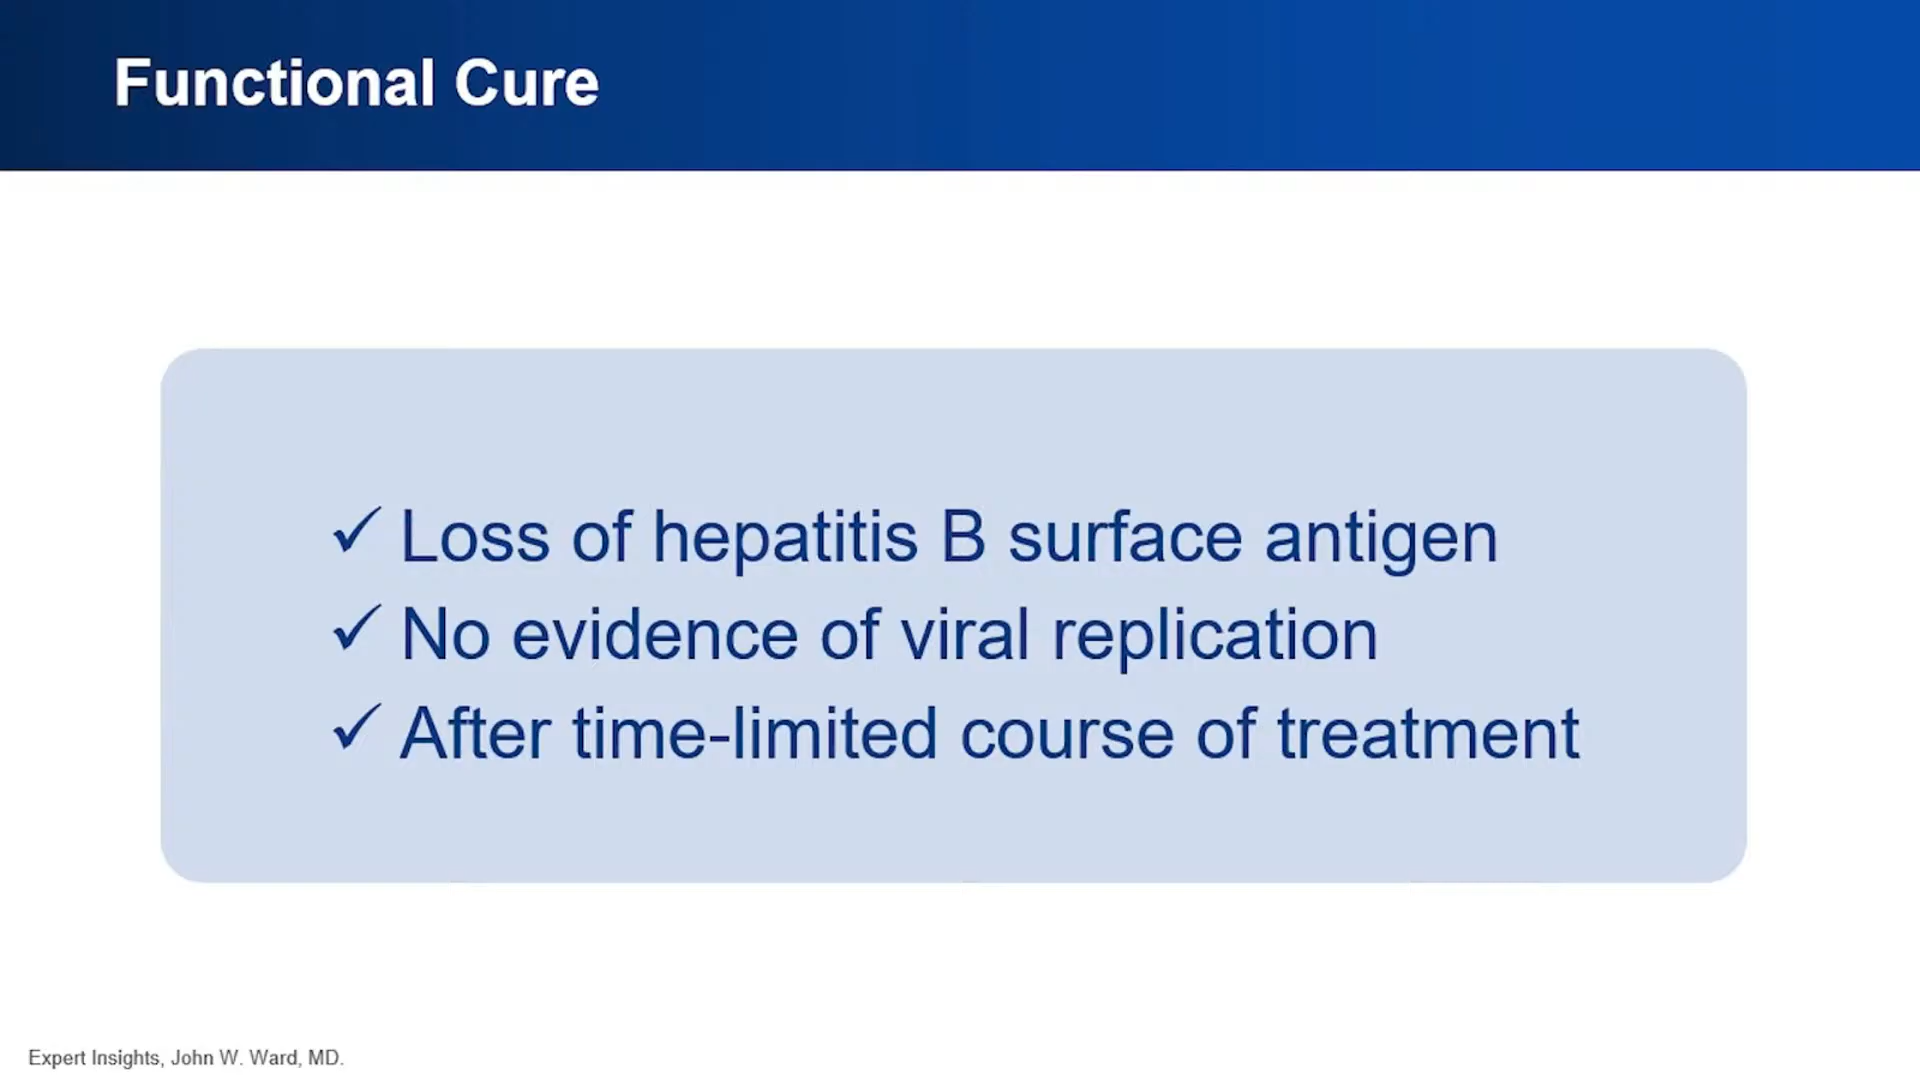 Functional Cure
✓ Loss of hepatitis B surface antigen
✓ No evidence of viral replication
✓ After time-limited course of treatment
Expert Insights, John W. Ward, MD.